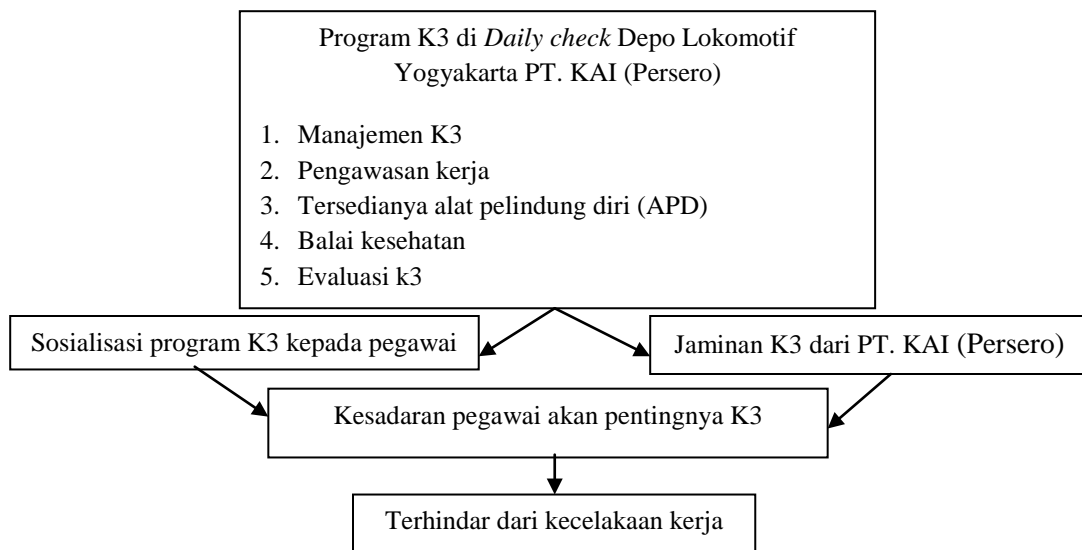 Program K3 di Daily check Depo Lokomotif
Yogyakarta PT. KAI (Persero)
1. Manajemen K3
2. Pengawasan kerja
3. Tersedianya alat pelindung diri (APD)
4. Balai kesehatan
5. Evaluasi k3
Sosialisasi program K3 kepada pegawai
Jaminan K3 dari PT. KAI (Persero)
Kesadaran pegawai akan pentingnya K3
Terhindar dari kecelakaan kerja